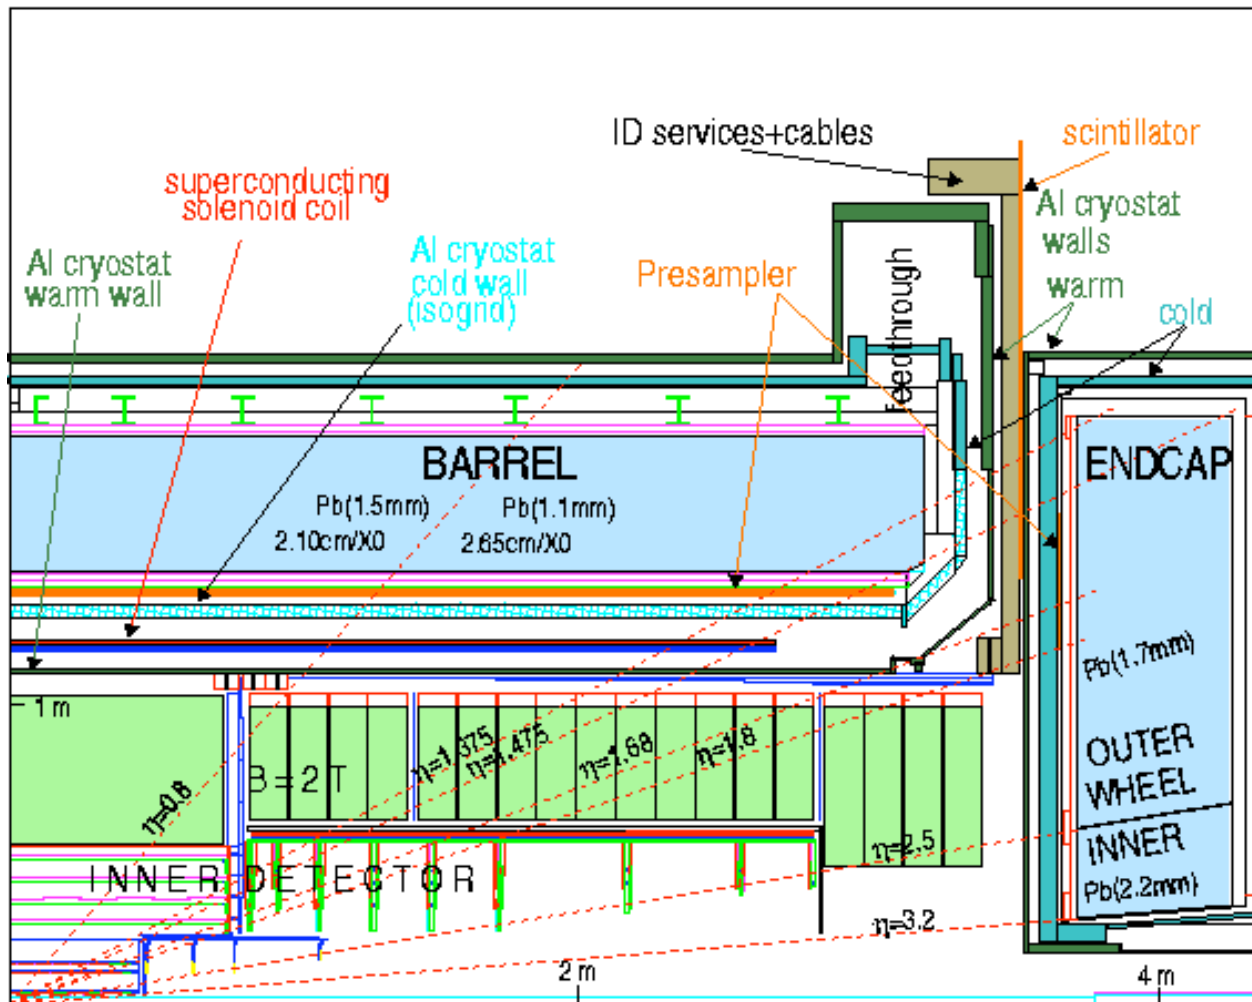 ID services+cables
scintillator
superconducting
solenoid coil
Al cryostat
walls
warm
cold
Al cryostat
warm wall
Al cryostat
cold wall
(isognd)
Presampler
feedthrough
BARREL
Pb(1.5mm)
Pb(1.1mm)
2.10cm/X0
2.65cm/X0
ENDCAP
Pb(1.7mm)
1 m
η=0.8
B=2T
η=1.375
η=1.475
η=1.68
η=1.8
OUTER
WHEEL
INNER
Pb(2.2mm)
η=2.5
INNER DETECTOR
η=3.2
2 m
4 m